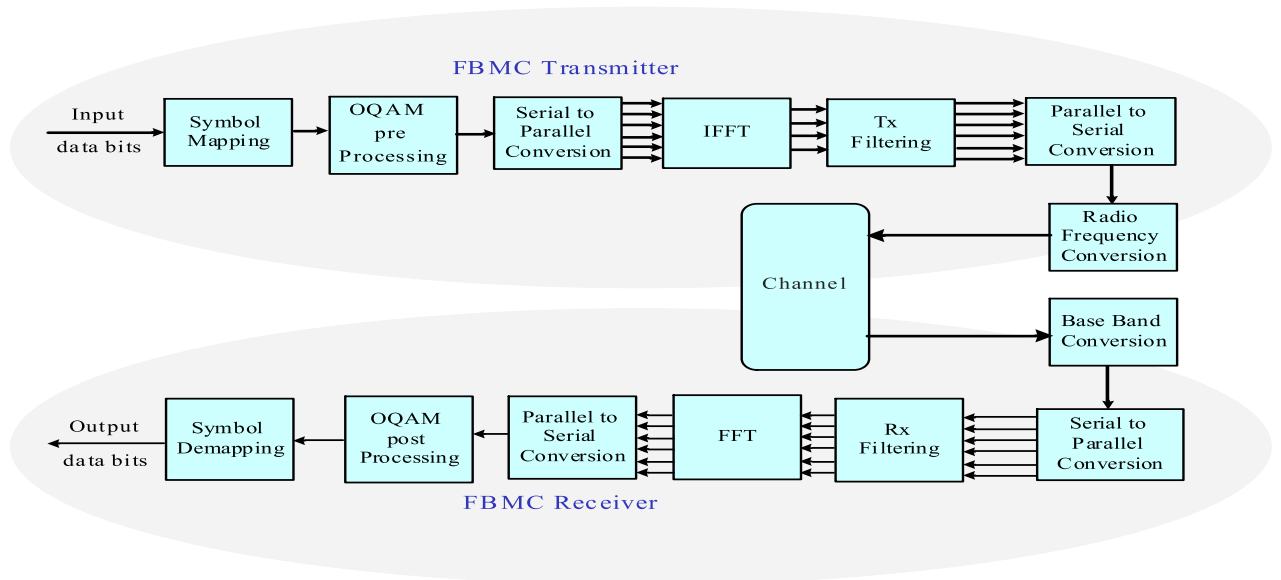 FBMC Transmitter
Input
data bits
Symbol
Mapping
OQAM
pre
Processing
Serial to
Parallel
Conversion
IFFT
Tx
Filtering
Parallel to
Serial
Conversion
Radio
Frequency
Conversion
Channel
Base Band
Conversion
Serial to
Parallel
Conversion
Rx
Filtering
FFT
Parallel to
Serial
Conversion
OQAM
post
Processing
Symbol
Demapping
Output
data bits
FBMC Receiver